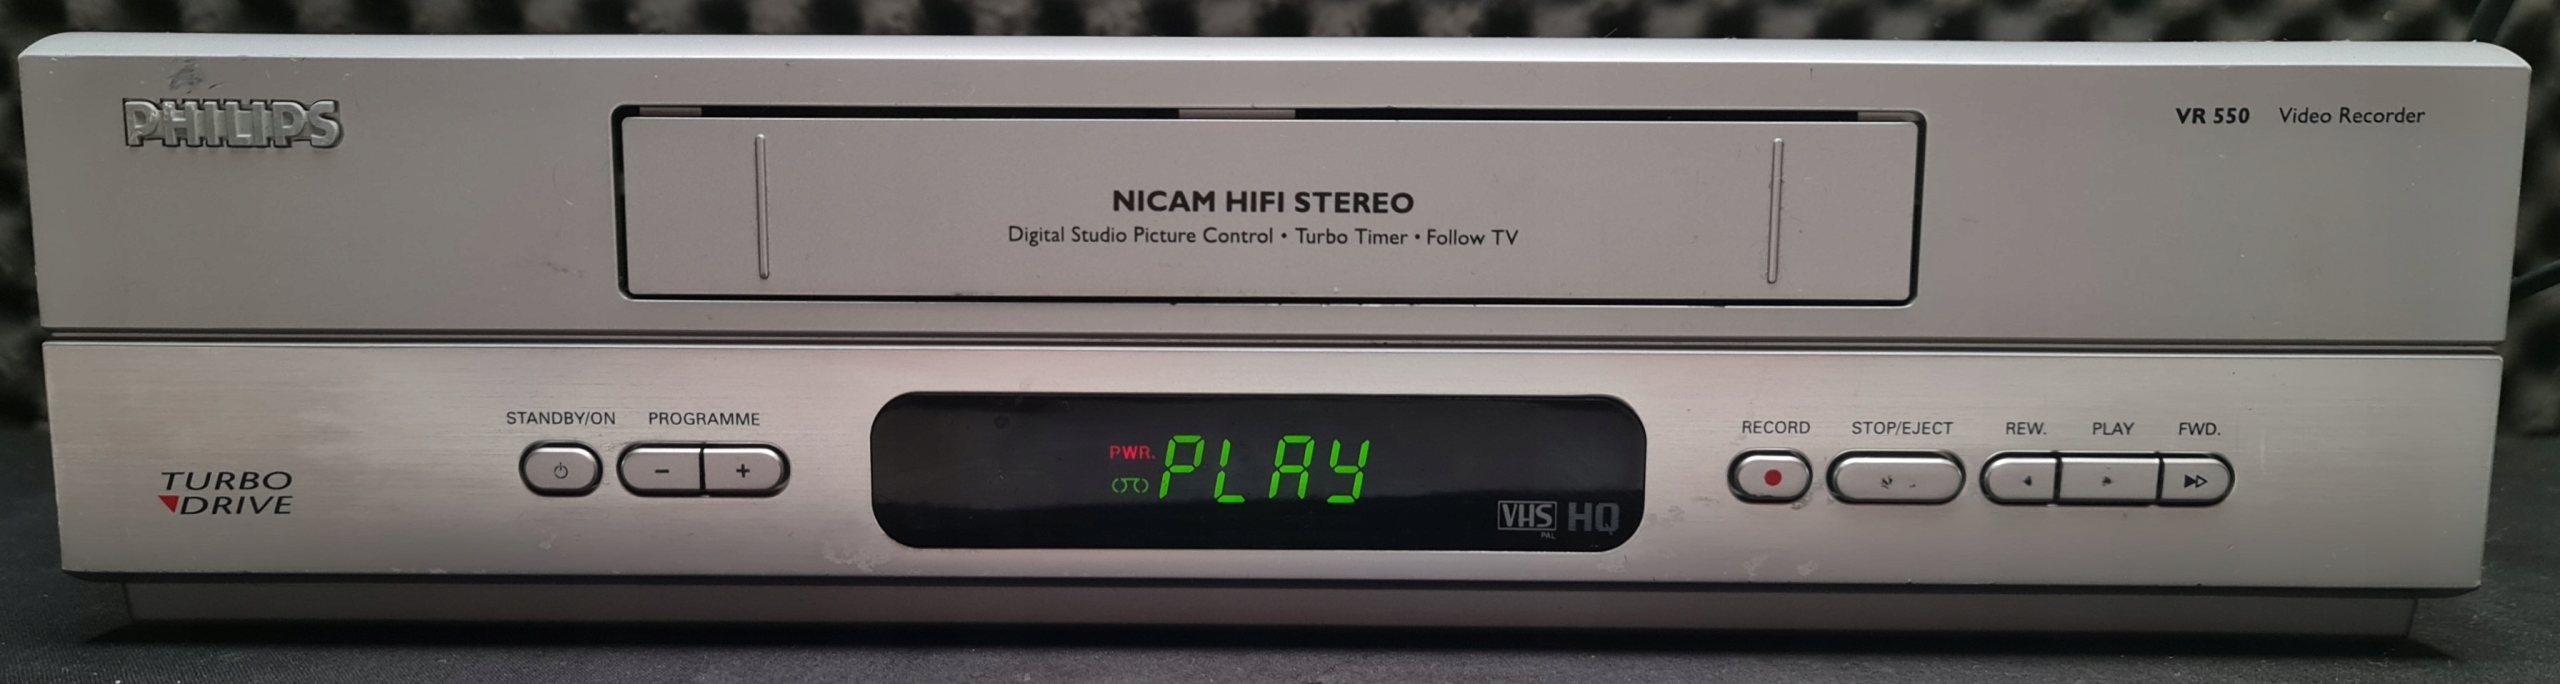 PHILIPS
VR 550 Video Recorder
NICAM HIFI STEREO
Digital Studio Picture Control • Turbo Timer • Follow TV
STANDBY/ON PROGRAMME
RECORD STOP/EJECT REW. PLAY FWD.
- +
PWR. PLAY
TURBO
DRIVE
VHS HQ
PAL